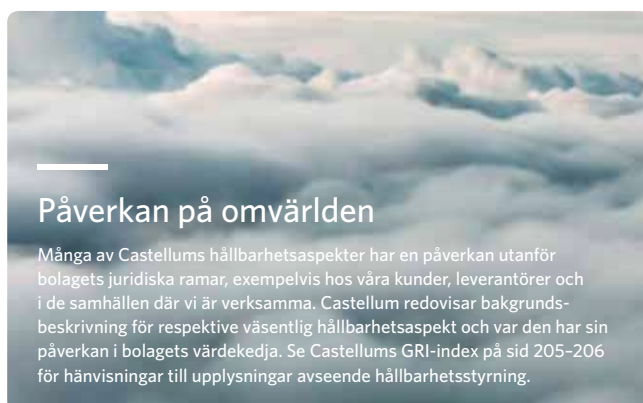 Påverkan på omvärlden
Många av Castellums hållbarhetsaspekter har en påverkan utanför
bolagets juridiska ramar, exempelvis hos våra kunder, leverantörer och
i de samhällen där vi är verksamma. Castellum redovisar bakgrunds-
beskrivning för respektive väsentlig hållbarhetsaspekt och var den har sin
påverkan i bolagets värdekedja. Se Castellums GRI-index på sid 205–206
för hänvisningar till upplysningar avseende hållbarhetsstyrning.